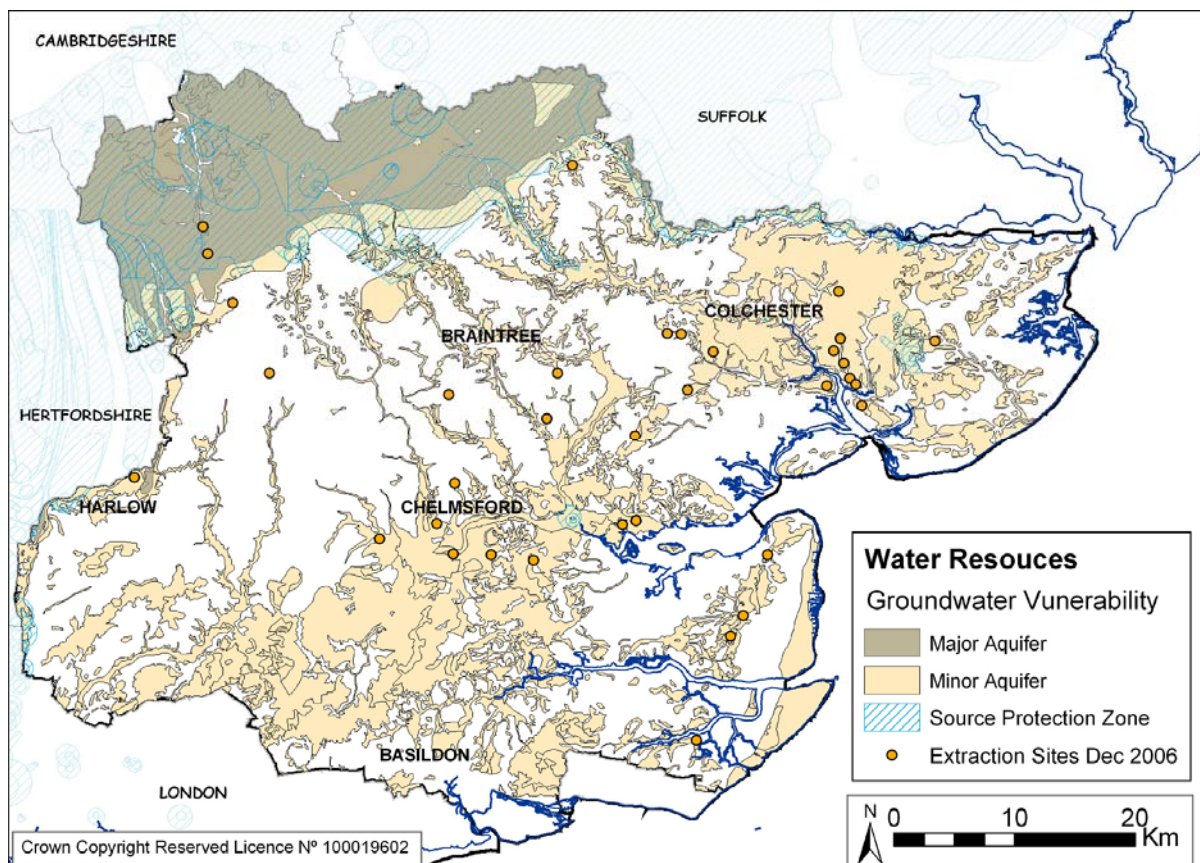 CAMBRIDGESHIRE
SUFFOLK
COLCHESTER
BRAINTREE
HERTFORDSHIRE
HARLOW
CHELMSFORD
BASILDON
LONDON
Water Resouces
Groundwater Vunerability
Major Aquifer
Minor Aquifer
Source Protection Zone
Extraction Sites Dec 2006
N
0 10 20
Km
Crown Copyright Reserved Licence Nº 100019602